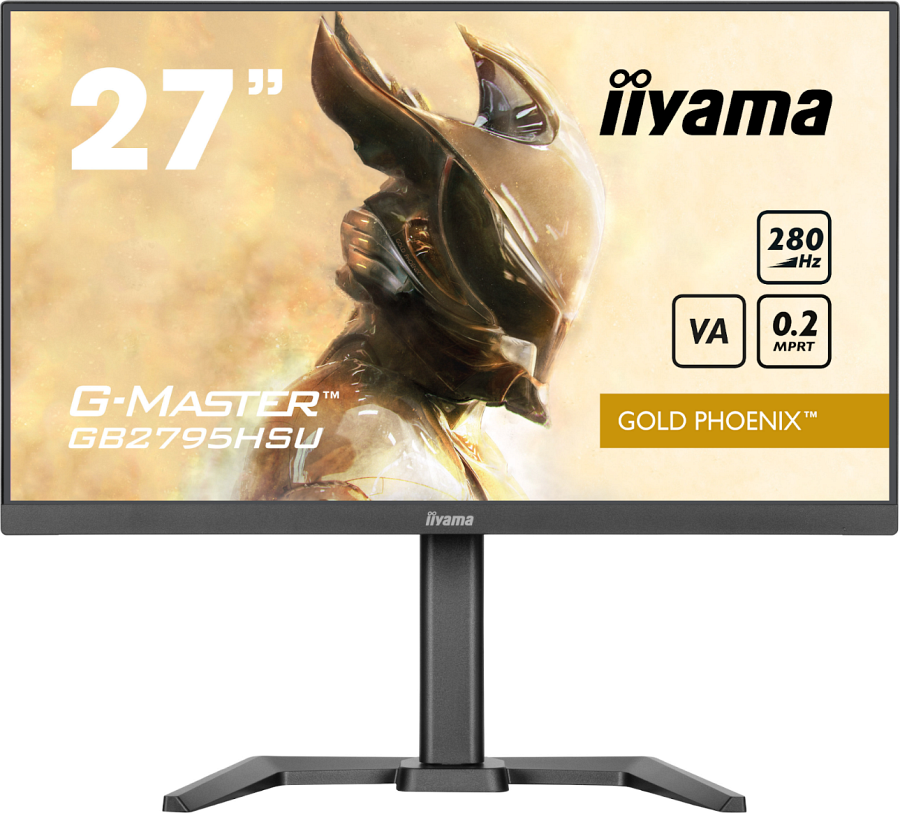 27”
iiyama
280
Hz
VA
0.2
MPRT
G-MASTER™
GB2795HSU
GOLD PHOENIX™
iiyama